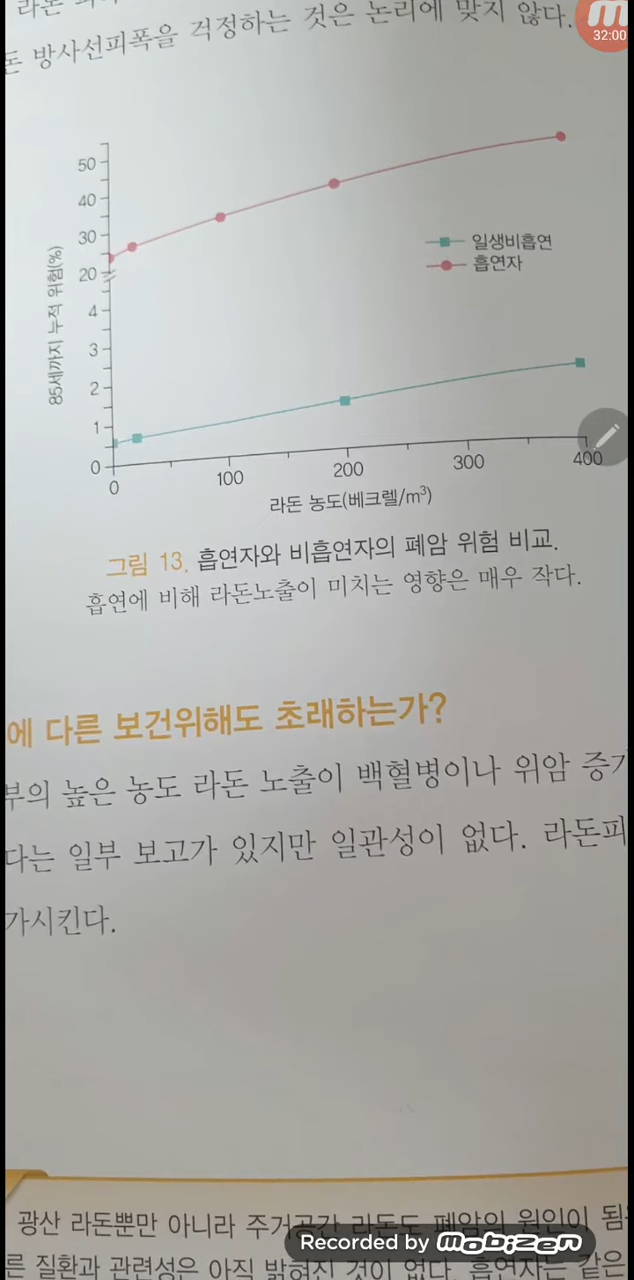 돈 방사선피폭을 걱정하는 것은 논리에 맞지 않다.
32:00
50
40
30
20
4
3
2
1
0
85세까지 누적 위험(%)
일생비흡연
흡연자
0 100 200 300 400
라돈 농도(베크렐/m³)
그림 13. 흡연자와 비흡연자의 폐암 위험 비교.
흡연에 비해 라돈노출이 미치는 영향은 매우 작다.
에 다른 보건위해도 초래하는가?
부의 높은 농도 라돈 노출이 백혈병이나 위암 증가
다는 일부 보고가 있지만 일관성이 없다. 라돈피
가시킨다.
광산 라돈뿐만 아니라 주거공간 라돈도 폐암의 원인이 됨
른 질환과 관련성은 아직 밝혀진 것이 없다. 흡연자는 같은
Recorded by mobizen